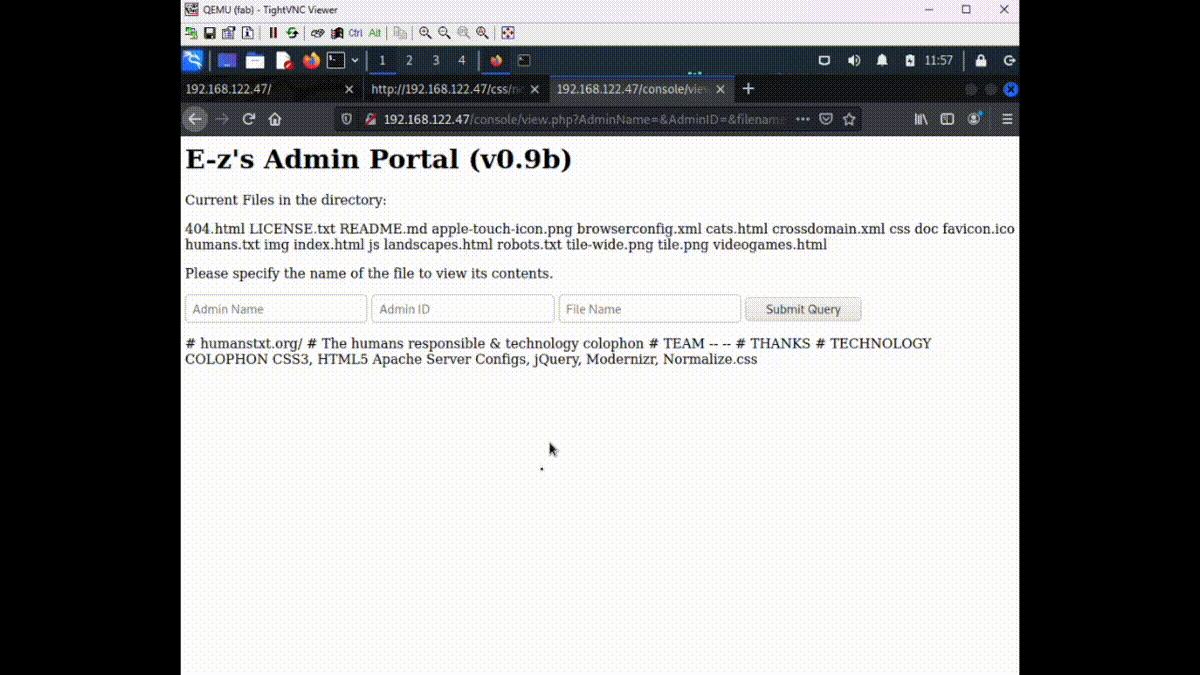 QEMU (fab) - TightVNC Viewer
Ctrl Alt
1 2 3 4 11:57
192.168.122.47/ http://192.168.122.47/css/n 192.168.122.47/console/view
192.168.122.47/console/view.php?AdminName=&AdminID=&filename
E-z's Admin Portal (v0.9b)
Current Files in the directory:
404.html LICENSE.txt README.md apple-touch-icon.png browserconfig.xml cats.html crossdomain.xml css doc favicon.ico
humans.txt img index.html js landscapes.html robots.txt tile-wide.png tile.png videogames.html
Please specify the name of the file to view its contents.
Admin Name Admin ID File Name Submit Query
# humanstxt.org/ # The humans responsible & technology colophon # TEAM -- -- # THANKS # TECHNOLOGY
COLOPHON CSS3, HTML5 Apache Server Configs, jQuery, Modernizr, Normalize.css